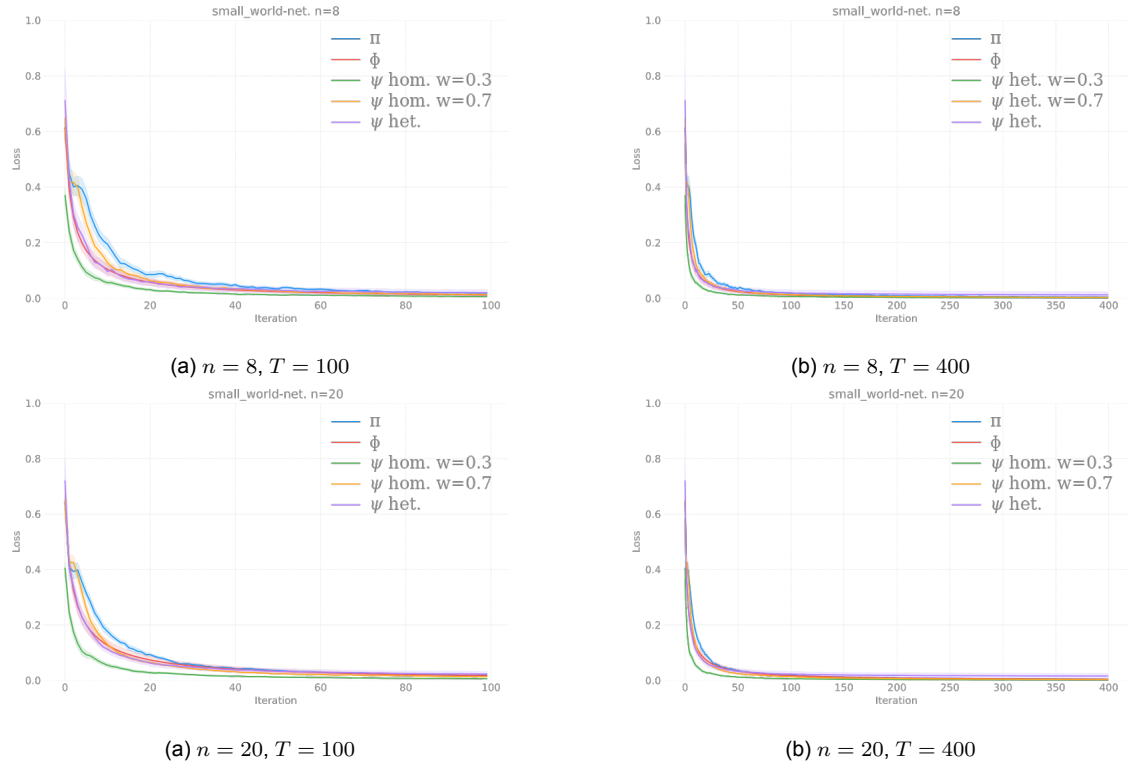 small_world-net. n=8
1.0
0.8
0.6
0.4
0.2
0.0
Loss
Π
Φ
ψ hom. w=0.3
ψ hom. w=0.7
ψ het.
0 20 40 60 80 100
Iteration
(a) n = 8, T = 100
small_world-net. n=8
1.0
0.8
0.6
0.4
0.2
0.0
Loss
Π
Φ
ψ het. w=0.3
ψ het. w=0.7
ψ het.
0 50 100 150 200 250 300 350 400
Iteration
(b) n = 8, T = 400
small_world-net. n=20
1.0
0.8
0.6
0.4
0.2
0.0
Loss
Π
Φ
ψ hom. w=0.3
ψ hom. w=0.7
ψ het.
0 20 40 60 80 100
Iteration
(a) n = 20, T = 100
small_world-net. n=20
1.0
0.8
0.6
0.4
0.2
0.0
Loss
Π
Φ
ψ hom. w=0.3
ψ hom. w=0.7
ψ het.
0 50 100 150 200 250 300 350 400
Iteration
(b) n = 20, T = 400